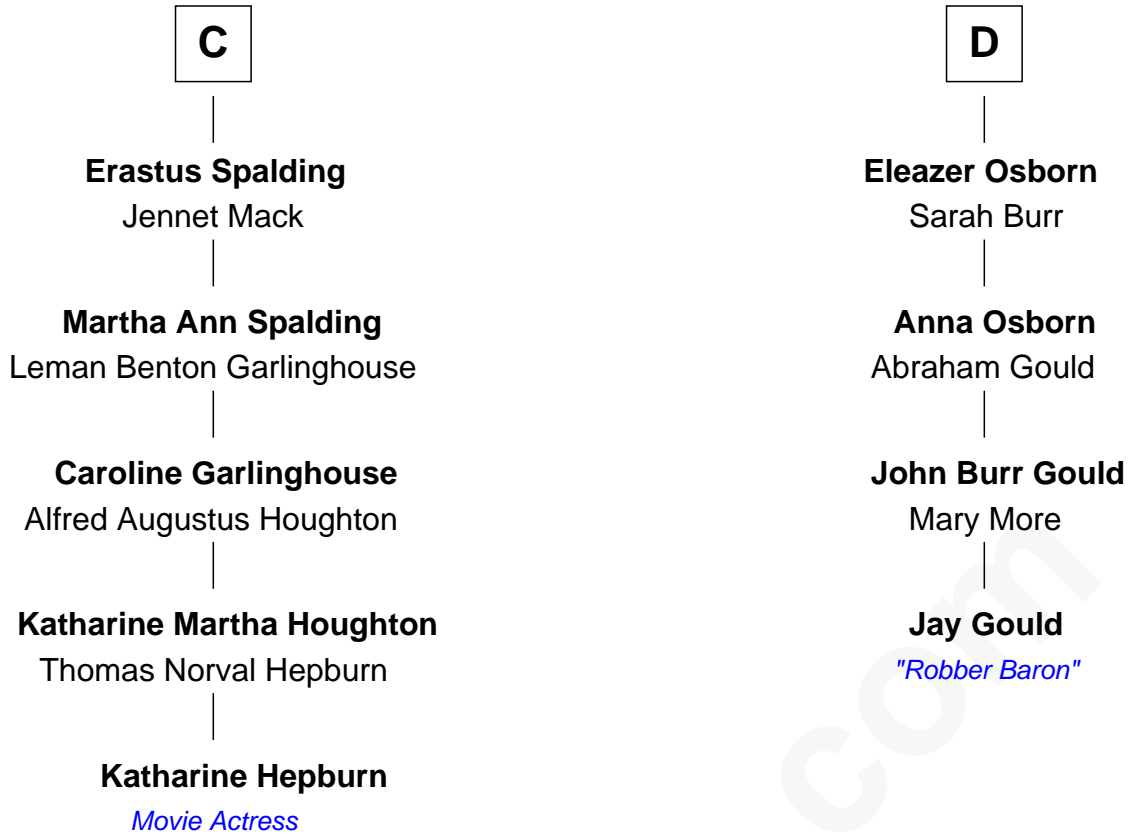 C
Erastus Spalding
Jennet Mack
Martha Ann Spalding
Leman Benton Garlinghouse
Caroline Garlinghouse
Alfred Augustus Houghton
Katharine Martha Houghton
Thomas Norval Hepburn
Katharine Hepburn
Movie Actress
D
Eleazer Osborn
Sarah Burr
Anna Osborn
Abraham Gould
John Burr Gould
Mary More
Jay Gould
"Robber Baron"
com